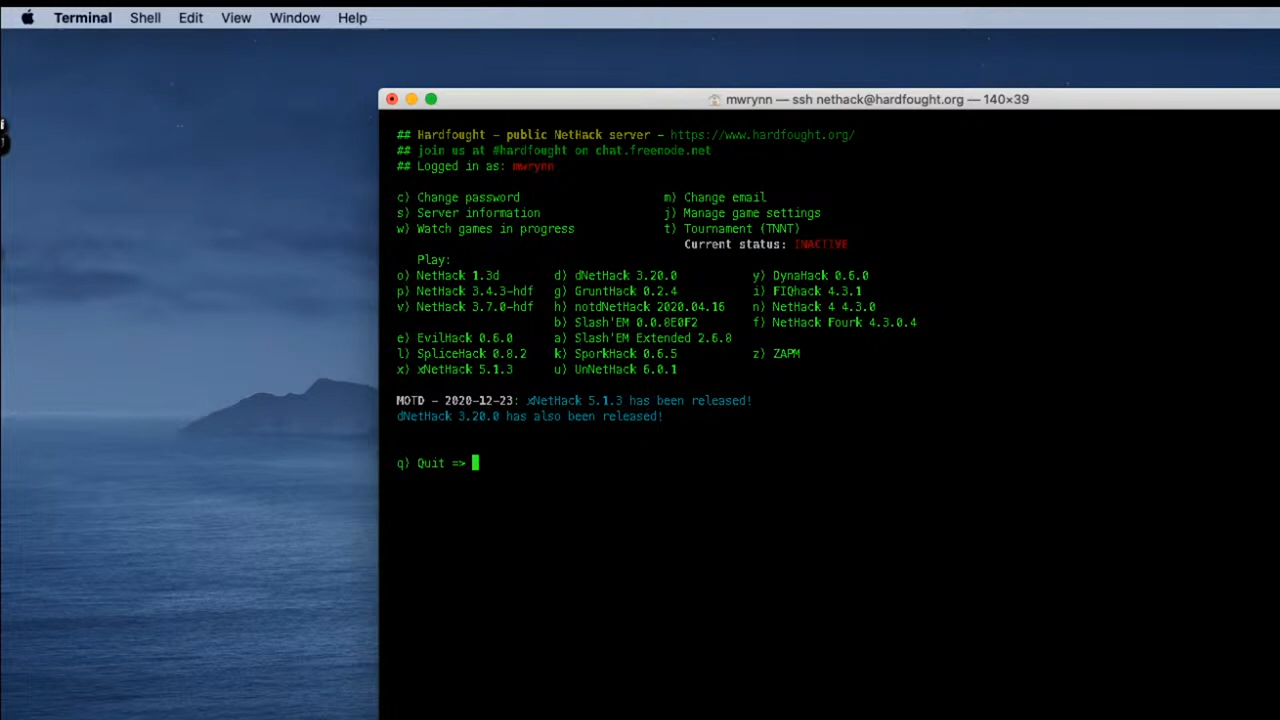 Terminal Shell Edit View Window Help
mwrynn — ssh nethack@hardfought.org — 140×39
## Hardfought - public NetHack server - https://www.hardfought.org/
## join us at #hardfought on chat.freenode.net
## Logged in as: mwrynn
c) Change password m) Change email
s) Server information j) Manage game settings
w) Watch games in progress t) Tournament (TNNT)
Current status: INACTIVE
Play:
o) NetHack 1.3d d) dNetHack 3.20.0 y) DynaHack 0.6.0
p) NetHack 3.4.3-hdf g) GruntHack 0.2.4 i) FIQhack 4.3.1
v) NetHack 3.7.0-hdf h) notdNetHack 2020.04.16 n) NetHack 4 4.3.0
b) Slash'EM 0.0.8E0F2 f) NetHack Fourk 4.3.0.4
e) EvilHack 0.6.0 a) Slash'EM Extended 2.6.8
l) SpliceHack 0.8.2 k) SporkHack 0.6.5 z) ZAPM
x) xNetHack 5.1.3 u) UnNetHack 6.0.1
MOTD - 2020-12-23: xNetHack 5.1.3 has been released!
dNetHack 3.20.0 has also been released!
q) Quit =>